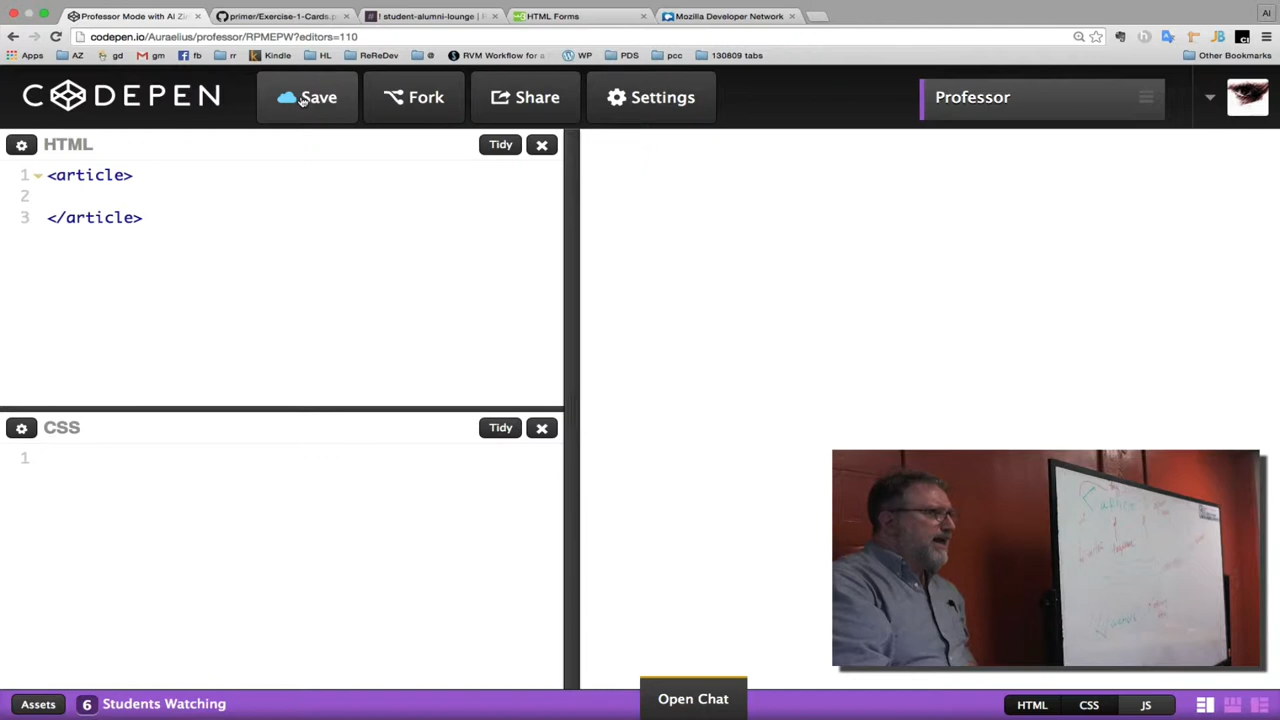 Professor Mode with Al Zin
primer/Exercise-1-Cards.p
! student-alumni-lounge | R
HTML Forms
Mozilla Developer Network
Al
codepen.io/Auraelius/professor/RPMEPW?editors=110
Apps AZ gd gm fb rr Kindle HL ReReDev @ RVM Workflow for a WP PDS pcc 130809 tabs Other Bookmarks
CODEPEN
Save
Fork
Share
Settings
Professor
HTML
Tidy
1 <article>
2
3 </article>
CSS
Tidy
1
Assets
6 Students Watching
Open Chat
HTML
CSS
JS